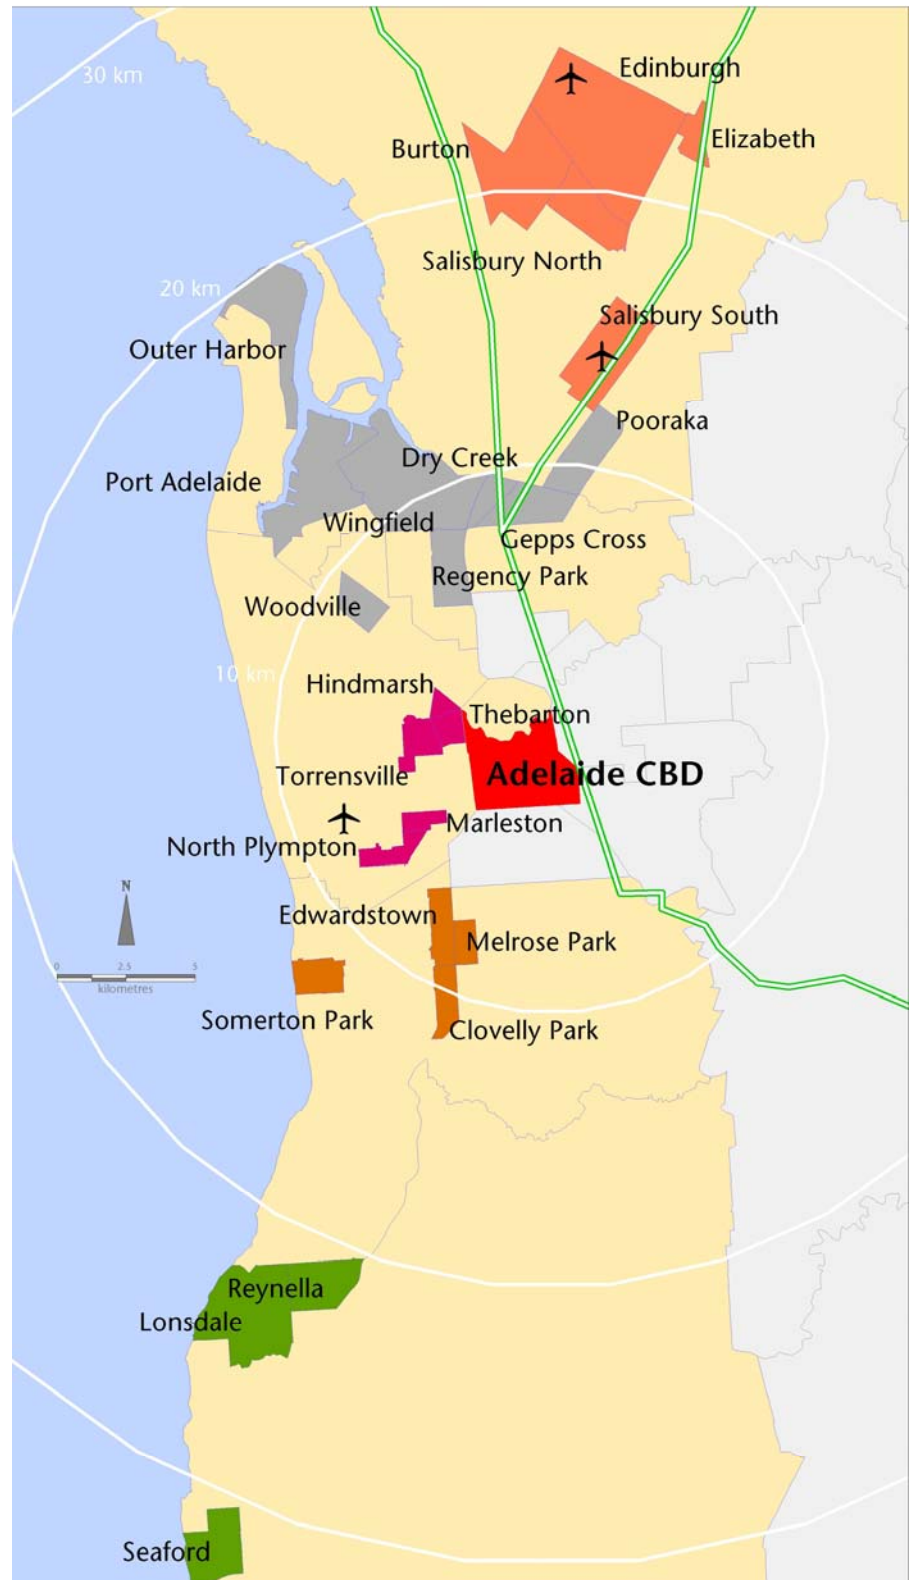 30 km
Edinburgh
Elizabeth
Burton
Salisbury North
20 km
Salisbury South
Outer Harbor
Pooraka
Dry Creek
Port Adelaide
Wingfield
Gepps Cross
Regency Park
Woodville
10 km
Hindmarsh
Thebarton
Torrensville
Adelaide CBD
Marleston
North Plympton
N
Edwardstown
Melrose Park
0 2.5 5
kilometres
Somerton Park
Clovelly Park
Reynella
Lonsdale
Seaford